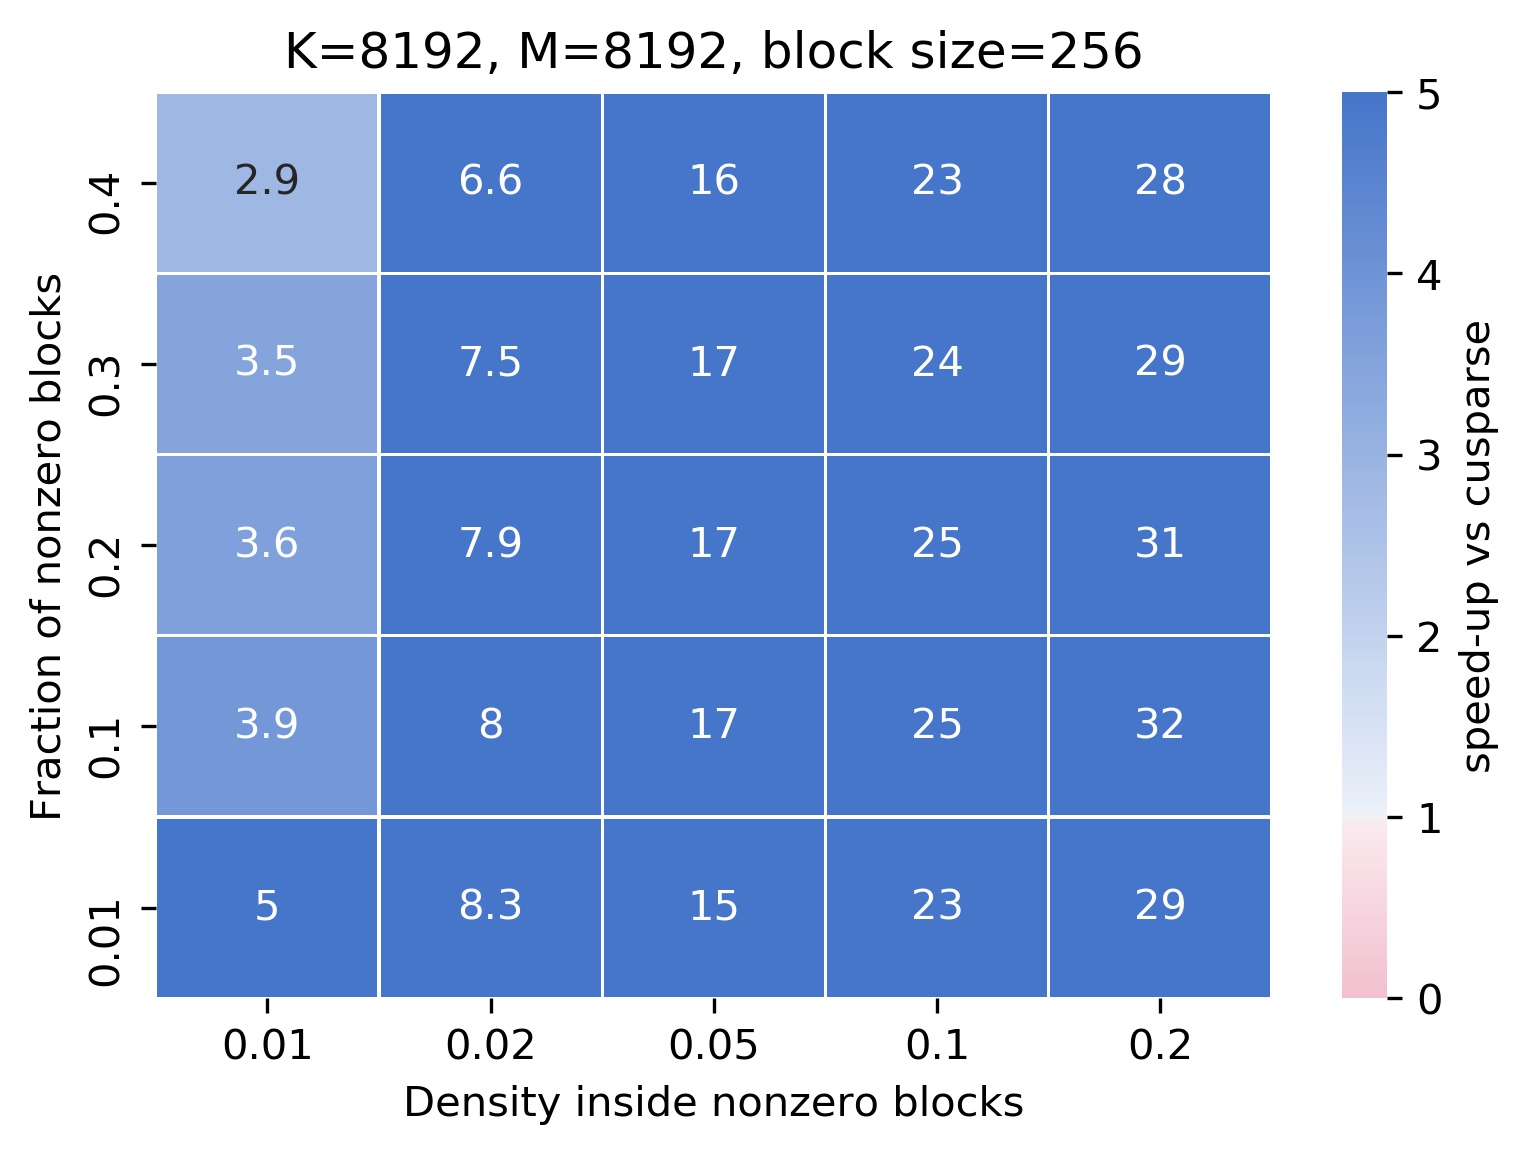 K=8192, M=8192, block size=256
Fraction of nonzero blocks
0.4
2.9 6.6 16 23 28
0.3
3.5 7.5 17 24 29
0.2
3.6 7.9 17 25 31
0.1
3.9 8 17 25 32
0.01
5 8.3 15 23 29
0.01 0.02 0.05 0.1 0.2
Density inside nonzero blocks
5
4
3
2
1
0
speed-up vs cusparse